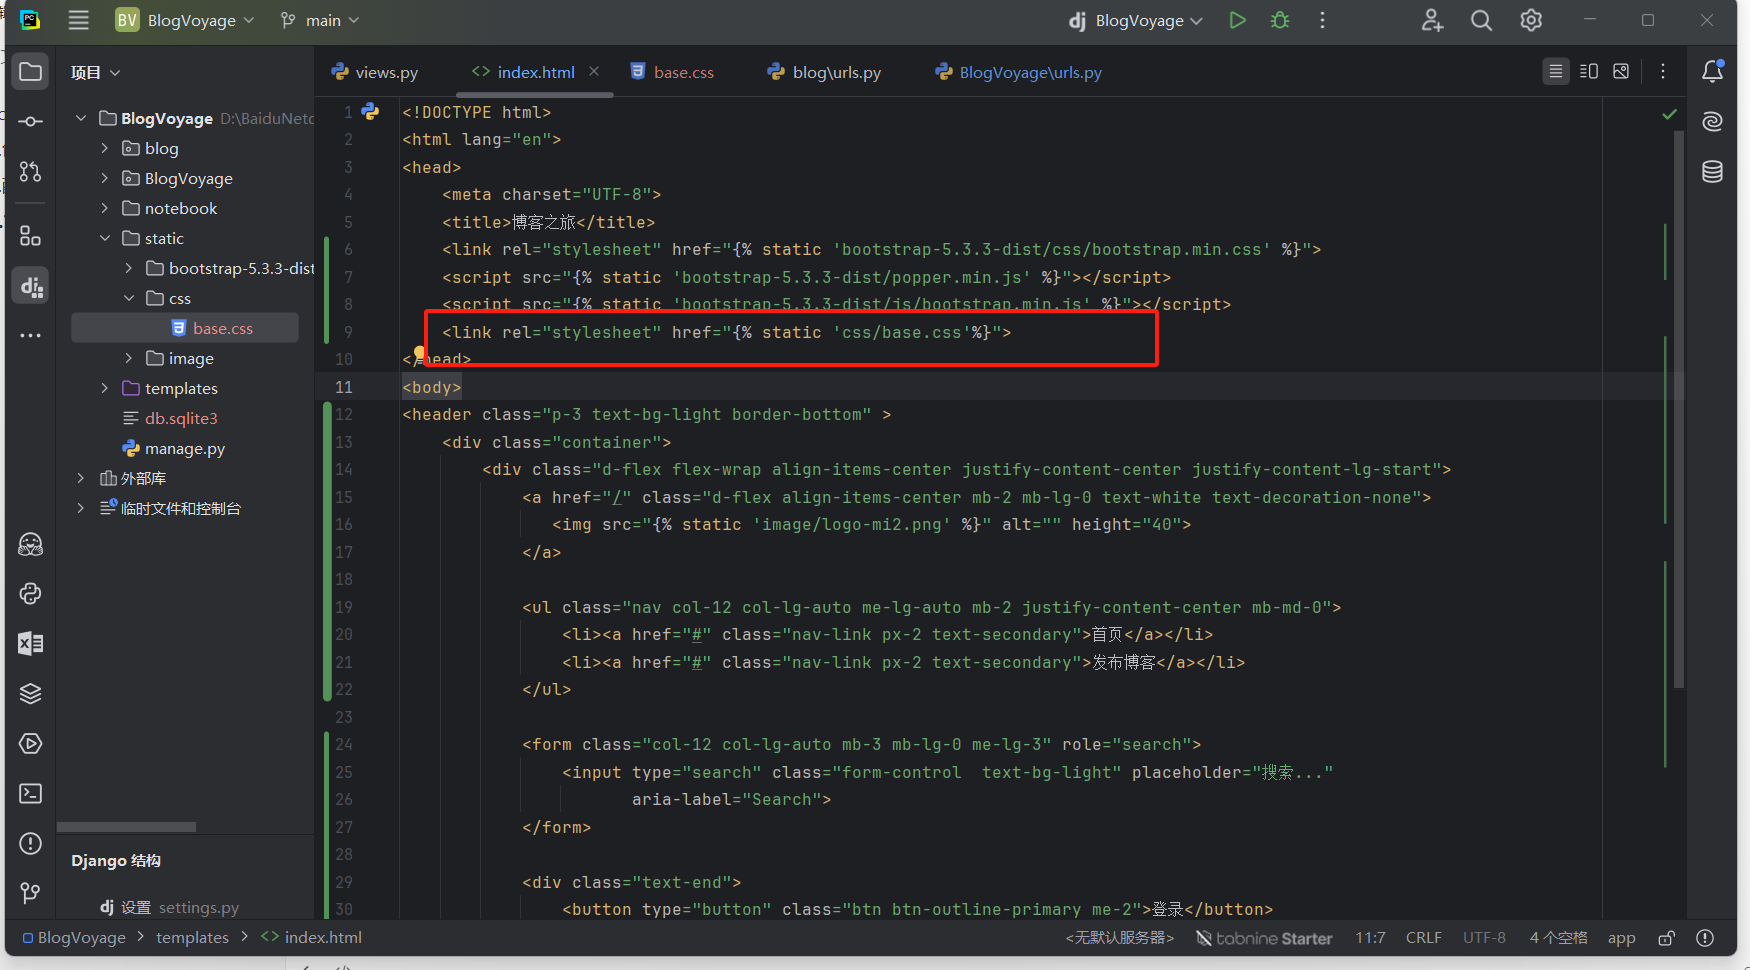 BV BlogVoyage main dj BlogVoyage
项目
views.py index.html base.css blog\urls.py BlogVoyage\urls.py
BlogVoyage D:\BaiduNetd
blog
BlogVoyage
notebook
static
bootstrap-5.3.3-dist
css
base.css
image
templates
db.sqlite3
manage.py
外部库
临时文件和控制台
Django 结构
dj 设置 settings.py
1 <!DOCTYPE html>
2 <html lang="en">
3 <head>
4 <meta charset="UTF-8">
5 <title>博客之旅</title>
6 <link rel="stylesheet" href="{% static 'bootstrap-5.3.3-dist/css/bootstrap.min.css' %}">
7 <script src="{% static 'bootstrap-5.3.3-dist/popper.min.js' %}"></script>
8 <script src="{% static 'bootstrap-5.3.3-dist/js/bootstrap.min.js' %}"></script>
9 <link rel="stylesheet" href="{% static 'css/base.css'%}">
10 </head>
11 <body>
12 <header class="p-3 text-bg-light border-bottom" >
13 <div class="container">
14 <div class="d-flex flex-wrap align-items-center justify-content-center justify-content-lg-start">
15 <a href="/" class="d-flex align-items-center mb-2 mb-lg-0 text-white text-decoration-none">
16 <img src="{% static 'image/logo-mi2.png' %}" alt="" height="40">
17 </a>
18
19 <ul class="nav col-12 col-lg-auto me-lg-auto mb-2 justify-content-center mb-md-0">
20 <li><a href="#" class="nav-link px-2 text-secondary">首页</a></li>
21 <li><a href="#" class="nav-link px-2 text-secondary">发布博客</a></li>
22 </ul>
23
24 <form class="col-12 col-lg-auto mb-3 mb-lg-0 me-lg-3" role="search">
25 <input type="search" class="form-control  text-bg-light" placeholder="搜索..."
26 aria-label="Search">
27 </form>
28
29 <div class="text-end">
30 <button type="button" class="btn btn-outline-primary me-2">登录</button>
BlogVoyage > templates > <> index.html <无默认服务器> tabnine Starter 11:7 CRLF UTF-8 4 个空格 app